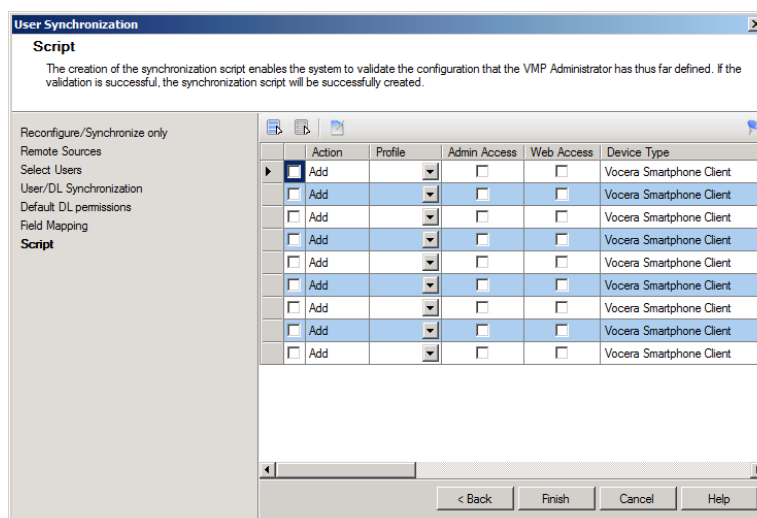 User Synchronization
Script
The creation of the synchronization script enables the system to validate the configuration that the VMP Administrator has thus far defined. If the
validation is successful, the synchronization script will be successfully created.
Reconfigure/Synchronize only
Remote Sources
Select Users
User/DL Synchronization
Default DL permissions
Field Mapping
Script
Action Profile Admin Access Web Access Device Type
Add Vocera Smartphone Client
Add Vocera Smartphone Client
Add Vocera Smartphone Client
Add Vocera Smartphone Client
Add Vocera Smartphone Client
Add Vocera Smartphone Client
Add Vocera Smartphone Client
Add Vocera Smartphone Client
Add Vocera Smartphone Client
< Back Finish Cancel Help